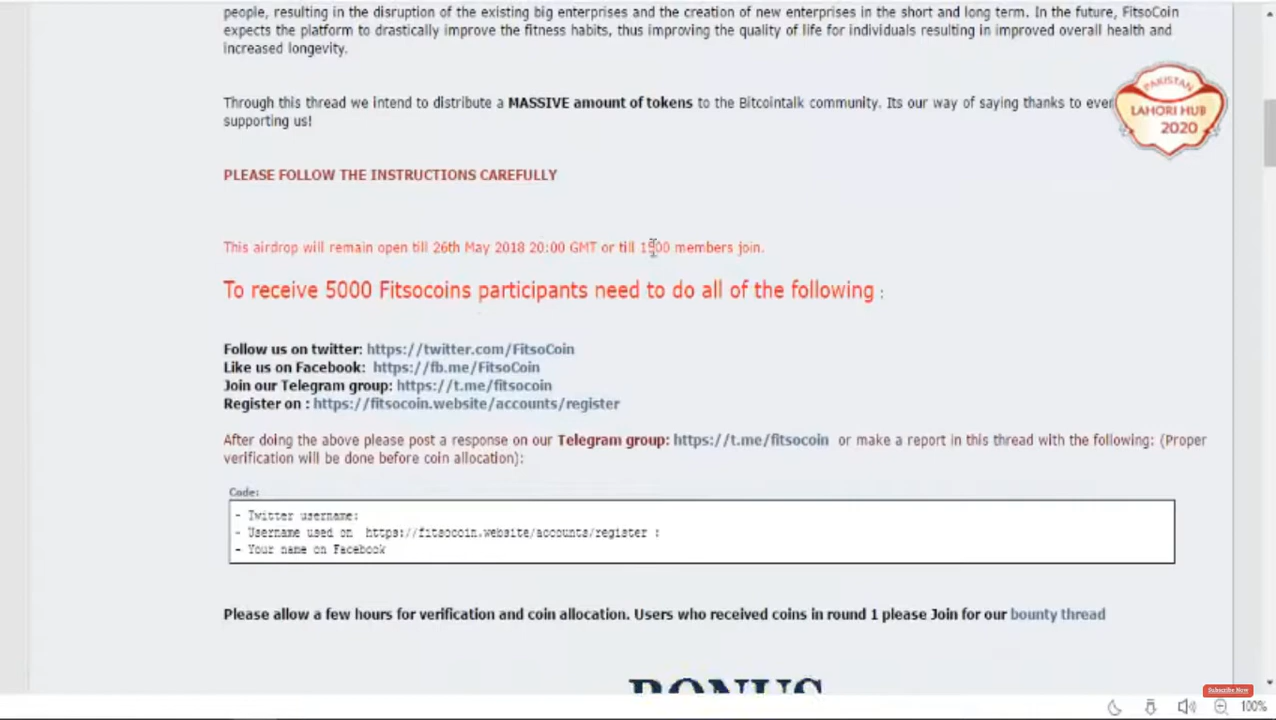 people, resulting in the disruption of the existing big enterprises and the creation of new enterprises in the short and long term. In the future, FitsoCoin
expects the platform to drastically improve the fitness habits, thus improving the quality of life for individuals resulting in improved overall health and
increased longevity.
Through this thread we intend to distribute a MASSIVE amount of tokens to the Bitcointalk community. Its our way of saying thanks to
supporting us!
PAKISTAN
LAHORI HUB
2020
PLEASE FOLLOW THE INSTRUCTIONS CAREFULLY
This airdrop will remain open till 26th May 2018 20:00 GMT or till members join.
To receive 5000 Fitsocoins participants need to do all of the following :
Follow us on twitter: https://twitter.com/FitsoCoin
Like us on Facebook: https://fb.me/FitsoCoin
Join our Telegram group: https://t.me/fitsocoin
Register on : https://fitsocoin.website/accounts/register
After doing the above please post a response on our Telegram group: https://t.me/fitsocoin or make a report in this thread with the following: (Proper
verification will be done before coin allocation):
Code:
- Twitter username:
- Username used on https://fitsocoin.website/accounts/register :
- Your name on Facebook
Please allow a few hours for verification and coin allocation. Users who received coins in round 1 please Join for our bounty thread
BONUS
Subscribe Now
100%